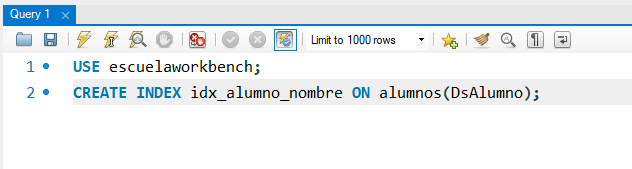 Query 1
Limit to 1000 rows
1 USE escuelaworkbench;
2 CREATE INDEX idx_alumno_nombre ON alumnos(DsAlumno);